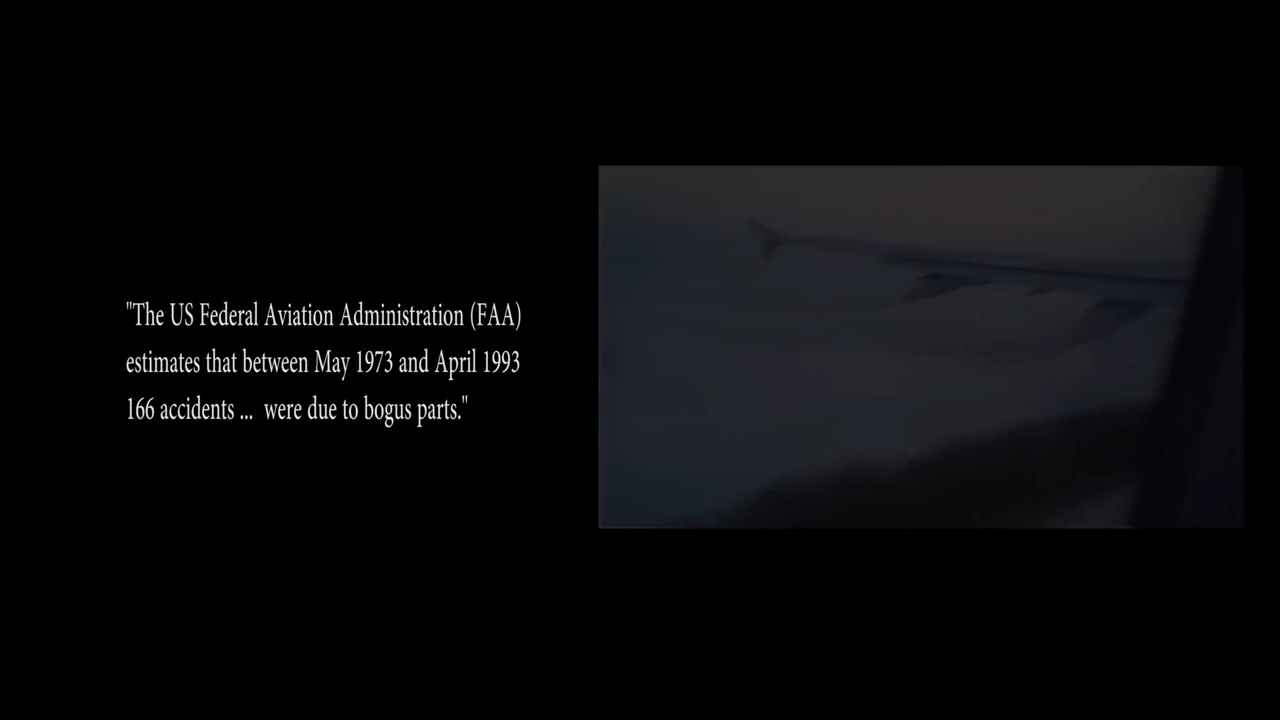 "The US Federal Aviation Administration (FAA)
estimates that between May 1973 and April 1993
166 accidents ...  were due to bogus parts."